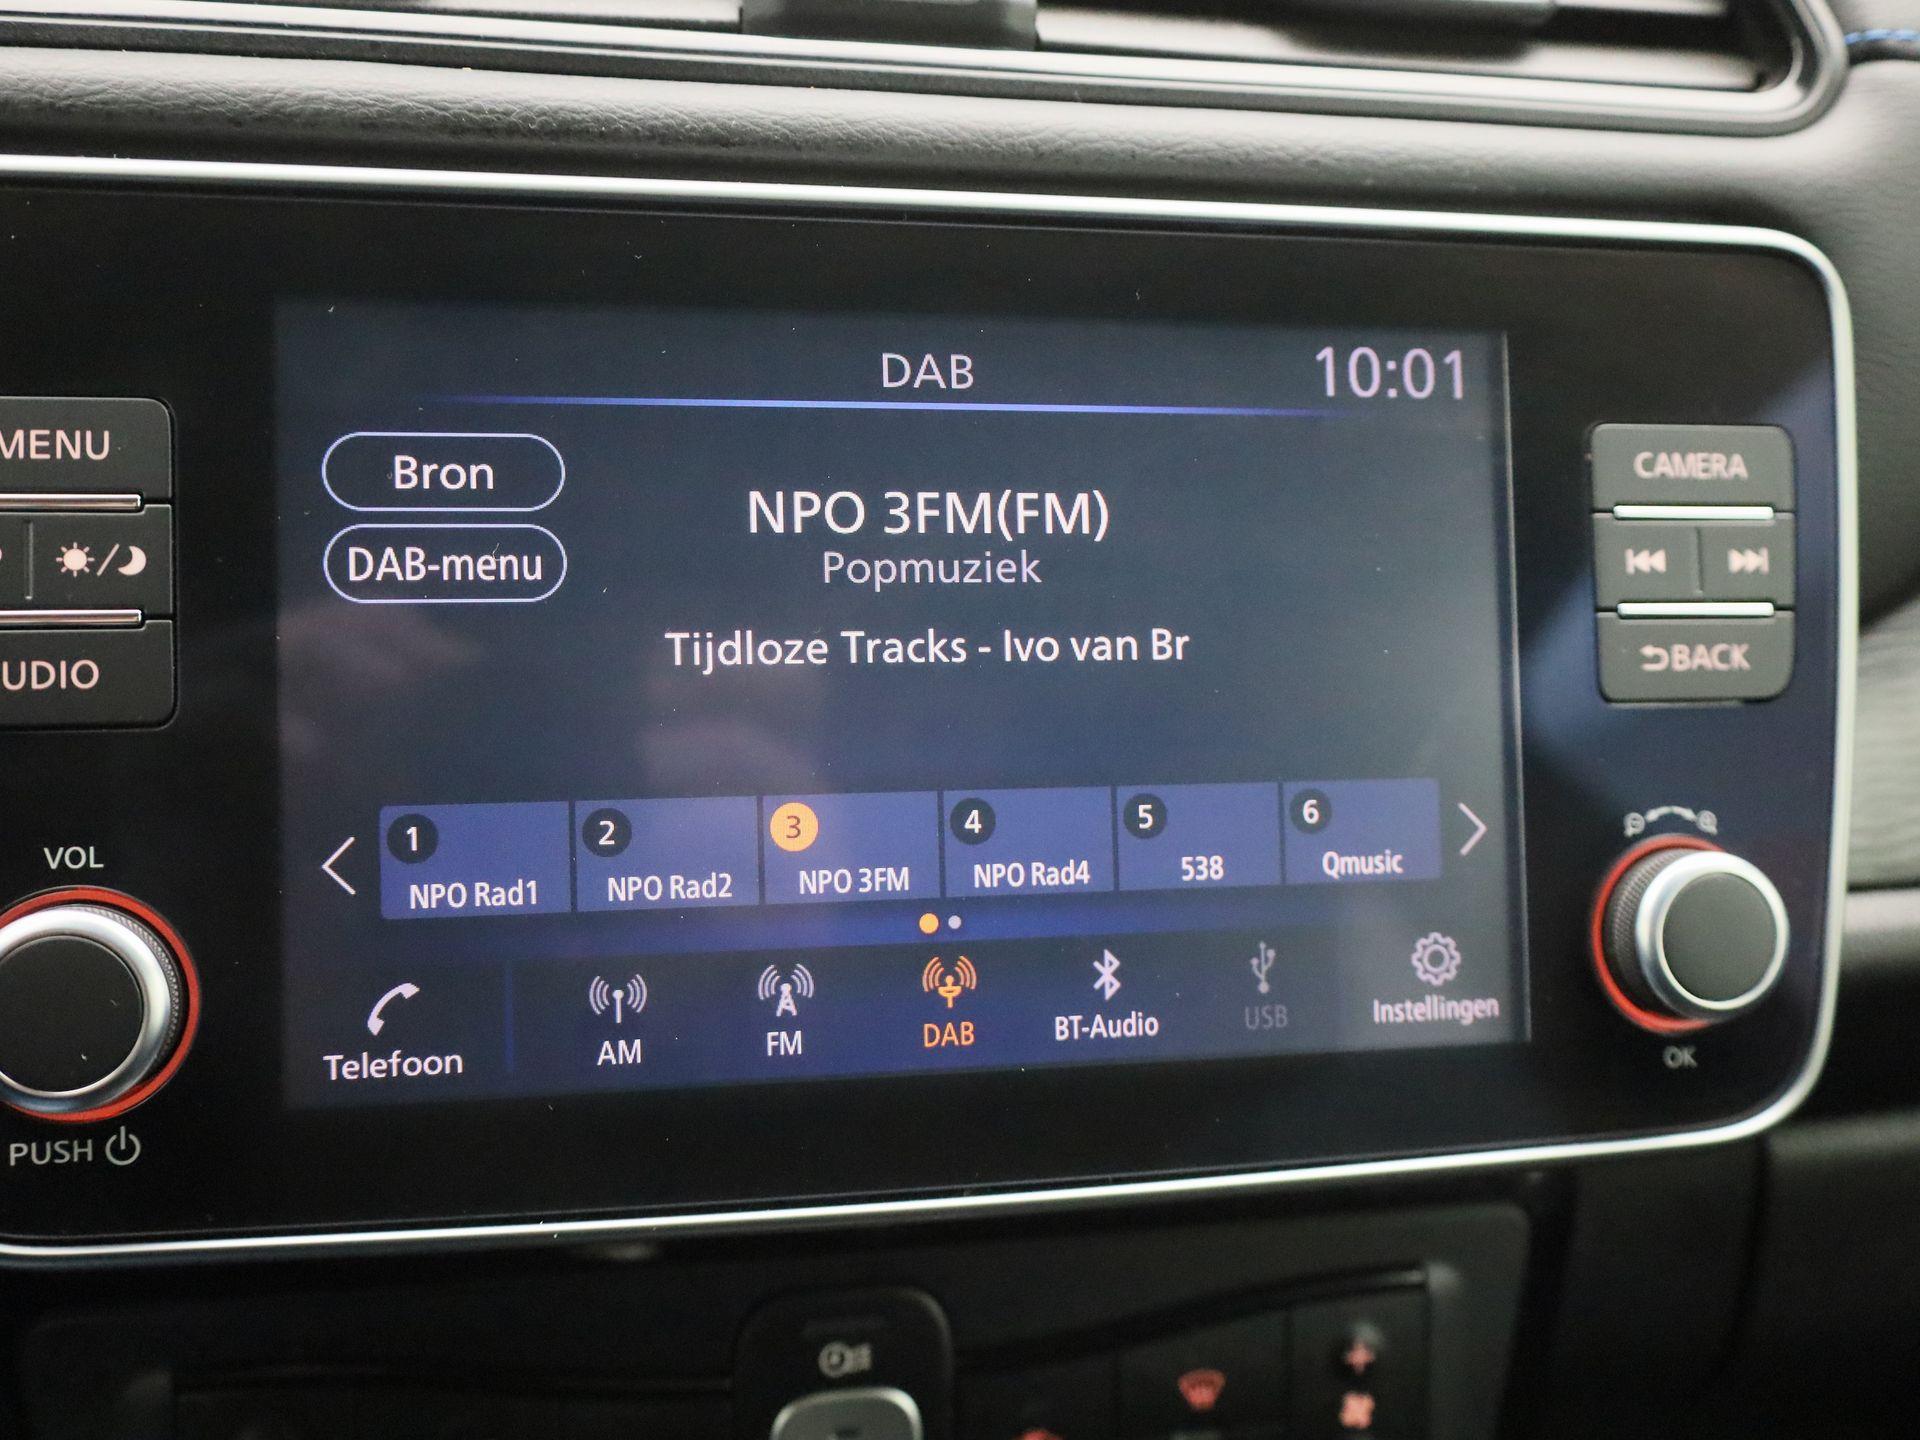 DAB
10:01
MENU
Bron
CAMERA
NPO 3FM(FM)
DAB-menu
Popmuziek
Tijdloze Tracks - Ivo van Br
BACK
UDIO
1
2
3
4
5
6
NPO Rad1
NPO Rad2
NPO 3FM
NPO Rad4
538
Qmusic
VOL
Telefoon
AM
FM
DAB
BT-Audio
USB
Instellingen
OK
PUSH